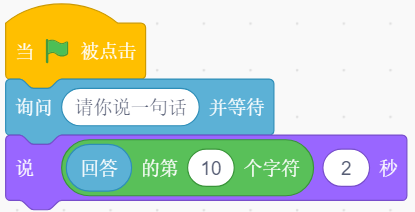 当 被点击
询问 请你说一句话 并等待
说 回答 的第 10 个字符 2 秒